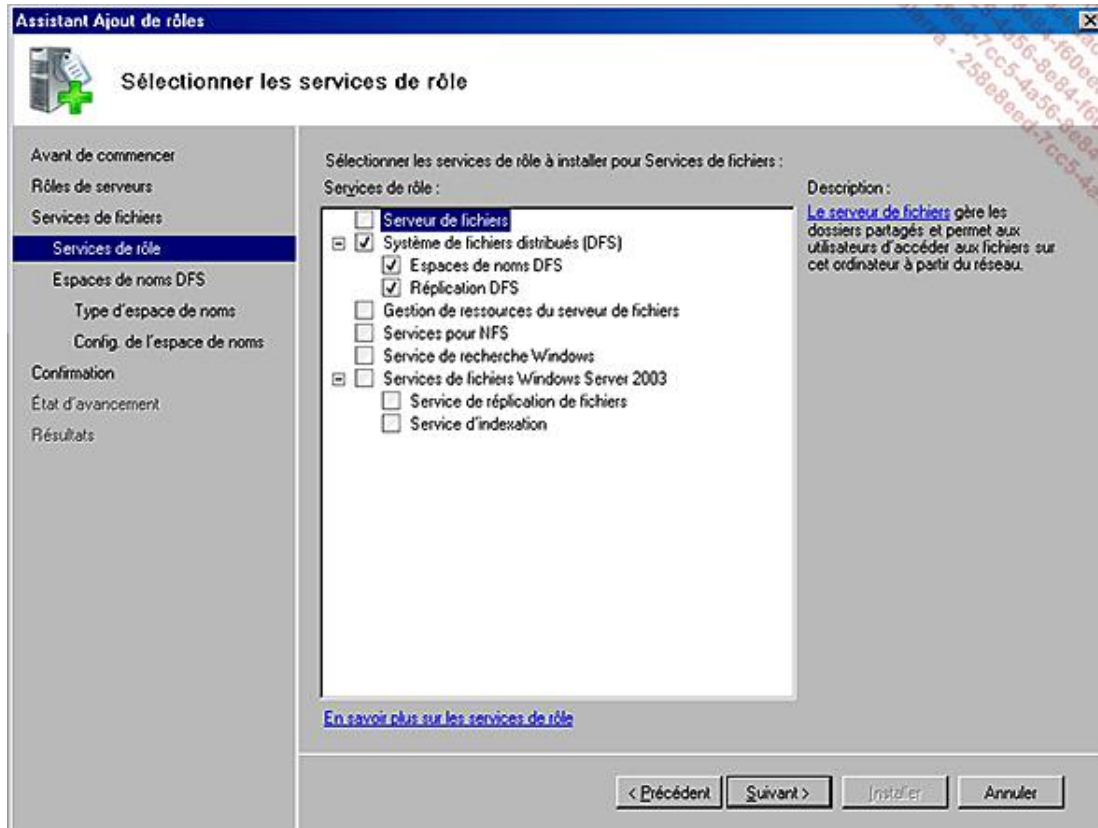 Assistant Ajout de rôles
Sélectionner les services de rôle
Avant de commencer
Rôles de serveurs
Services de fichiers
Services de rôle
Espaces de noms DFS
Type d'espace de noms
Config. de l'espace de noms
Confirmation
État d'avancement
Résultats
Sélectionner les services de rôle à installer pour Services de fichiers :
Services de rôle :
Serveur de fichiers
Système de fichiers distribués (DFS)
Espaces de noms DFS
Réplication DFS
Gestion de ressources du serveur de fichiers
Services pour NFS
Service de recherche Windows
Services de fichiers Windows Server 2003
Service de réplication de fichiers
Service d'indexation
Description :
Le serveur de fichiers gère les
dossiers partagés et permet aux
utilisateurs d'accéder aux fichiers sur
cet ordinateur à partir du réseau.
En savoir plus sur les services de rôle
< Précédent
Suivant >
Installer
Annuler